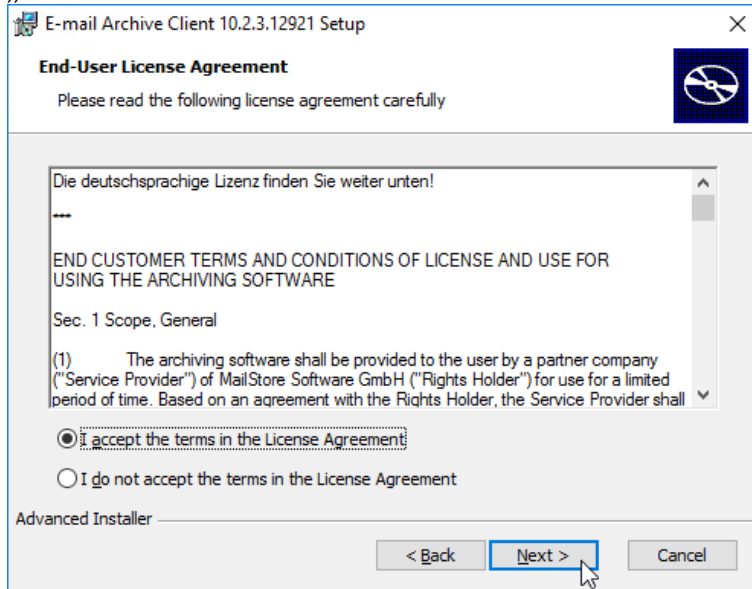 E-mail Archive Client 10.2.3.12921 Setup
End-User License Agreement
Please read the following license agreement carefully
Die deutschsprachige Lizenz finden Sie weiter unten!
---
END CUSTOMER TERMS AND CONDITIONS OF LICENSE AND USE FOR
USING THE ARCHIVING SOFTWARE
Sec. 1 Scope, General
(1) The archiving software shall be provided to the user by a partner company
("Service Provider") of MailStore Software GmbH ("Rights Holder") for use for a limited
period of time. Based on an agreement with the Rights Holder, the Service Provider shall
I accept the terms in the License Agreement
I do not accept the terms in the License Agreement
Advanced Installer
< Back Next > Cancel